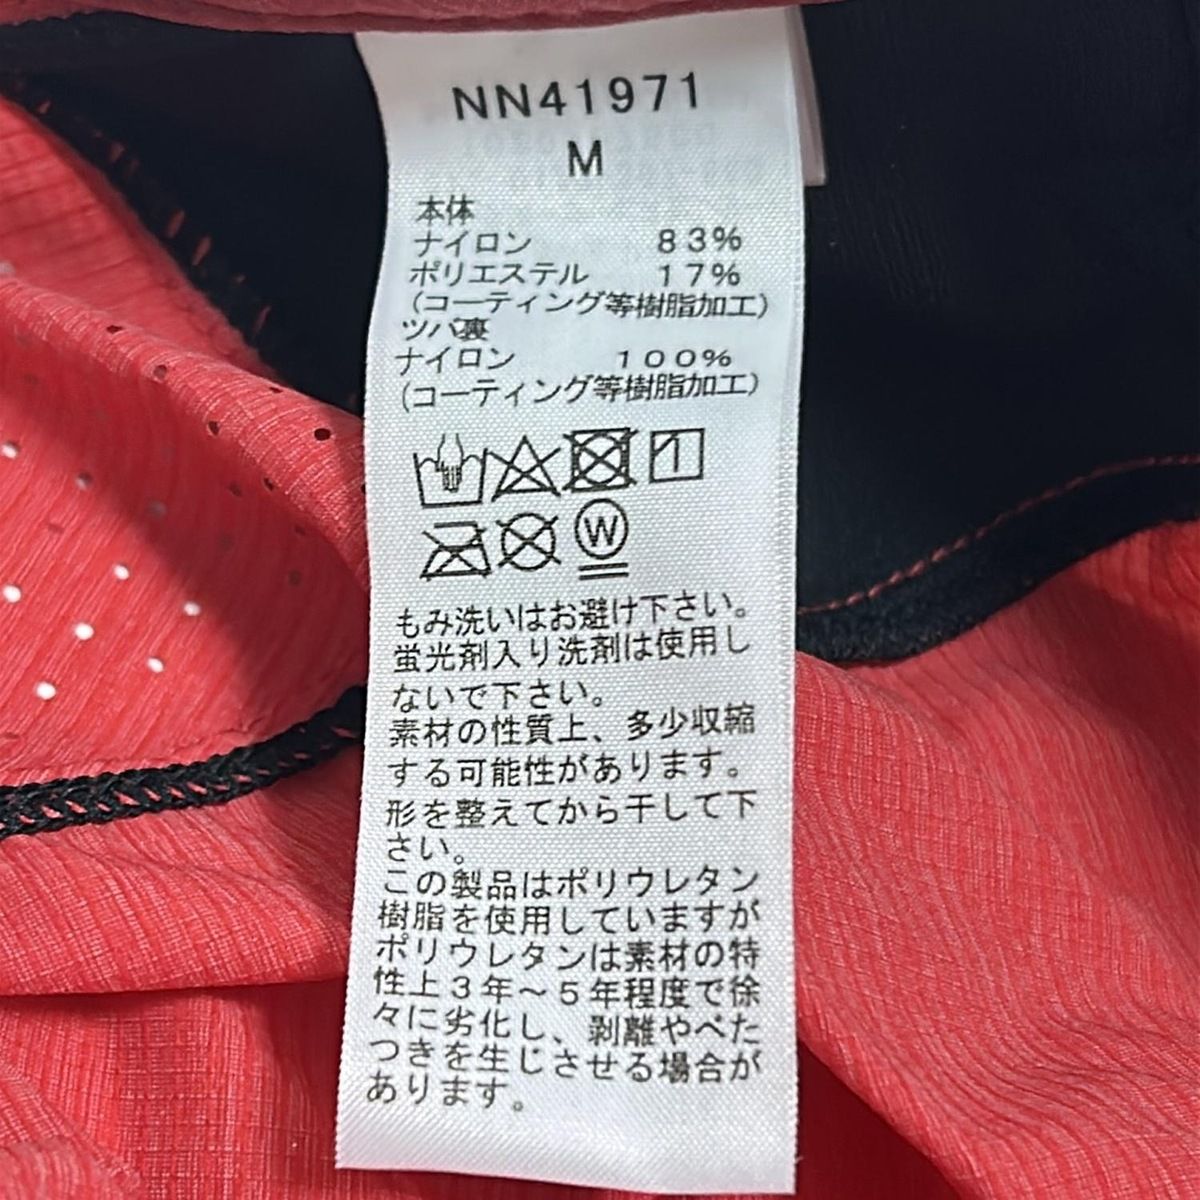 NN41971
M
本体
ナイロン 83%
ポリエステル 17%
(コーティング等樹脂加工)
ツバ裏
ナイロン 100%
(コーティング等樹脂加工)
W
もみ洗いはお避け下さい。
蛍光剤入り洗剤は使用し
ないで下さい。
素材の性質上、多少収縮
する可能性があります。
形を整えてから干して下
さい。
この製品はポリウレタン
樹脂を使用していますが
ポリウレタンは素材の特
性上3年~5年程度で徐
々に劣化し、剥離やべた
つきを生じさせる場合が
あります。